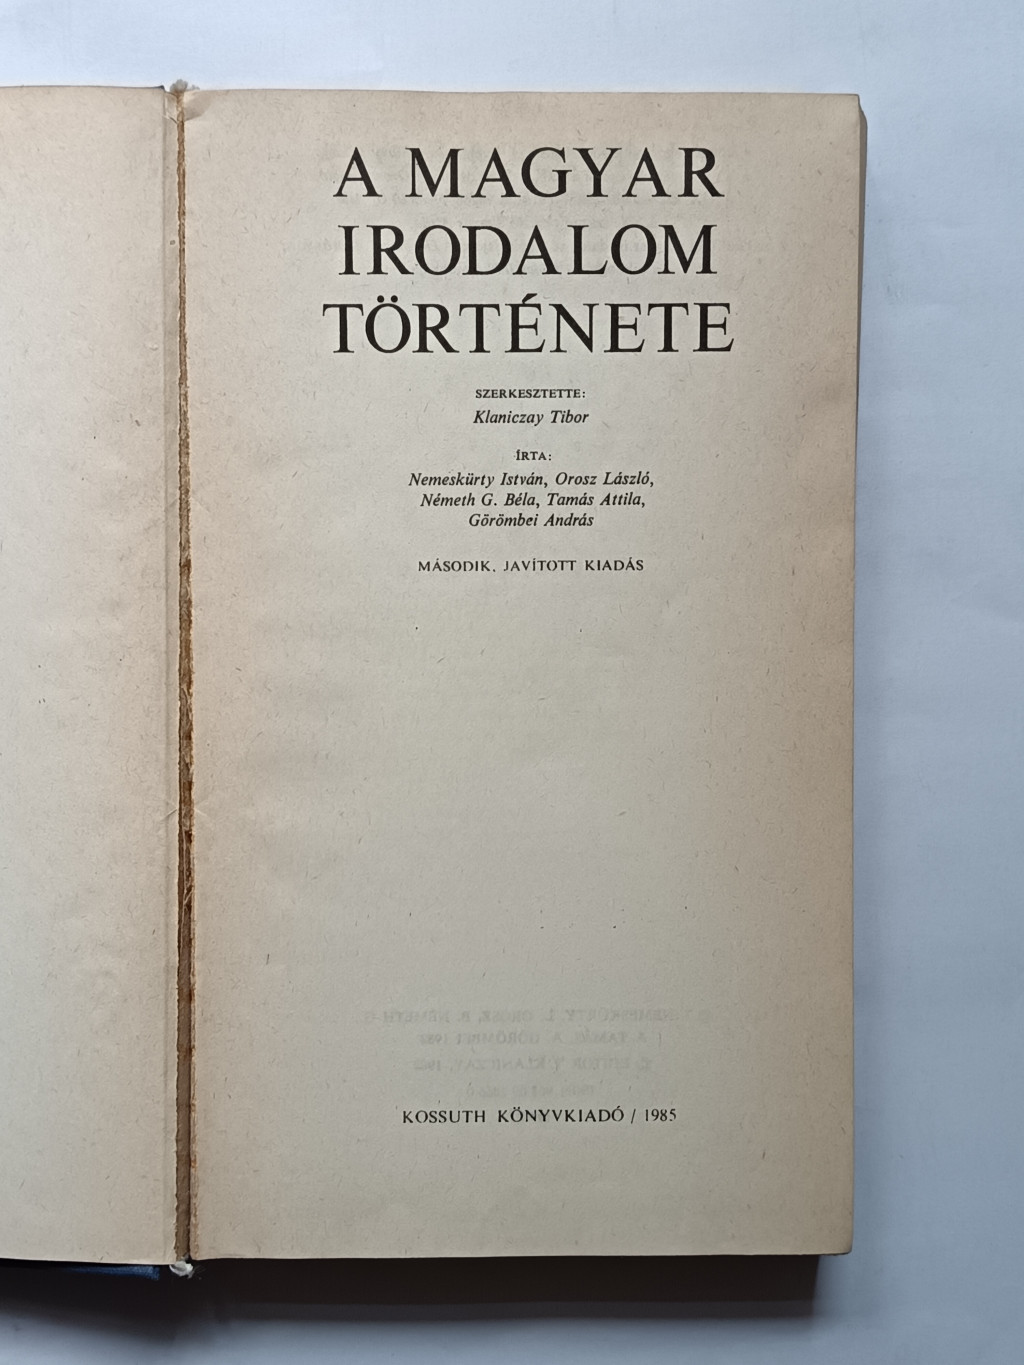 A MAGYAR
IRODALOM
TÖRTÉNETE
SZERKESZTETTE:
Klaniczay Tibor
ÍRTA:
Nemeskürty István, Orosz László,
Németh G. Béla, Tamás Attila,
Görömbei András
MÁSODIK, JAVÍTOTT KIADÁS
KOSSUTH KÖNYVKIADÓ / 1985